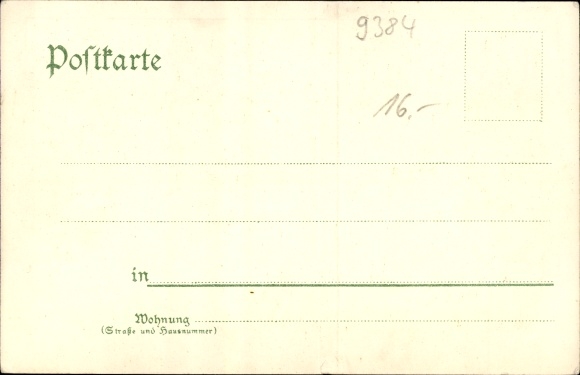 9384
Postkarte
16.-
in
Wohnung
(Straße und Hausnummer)